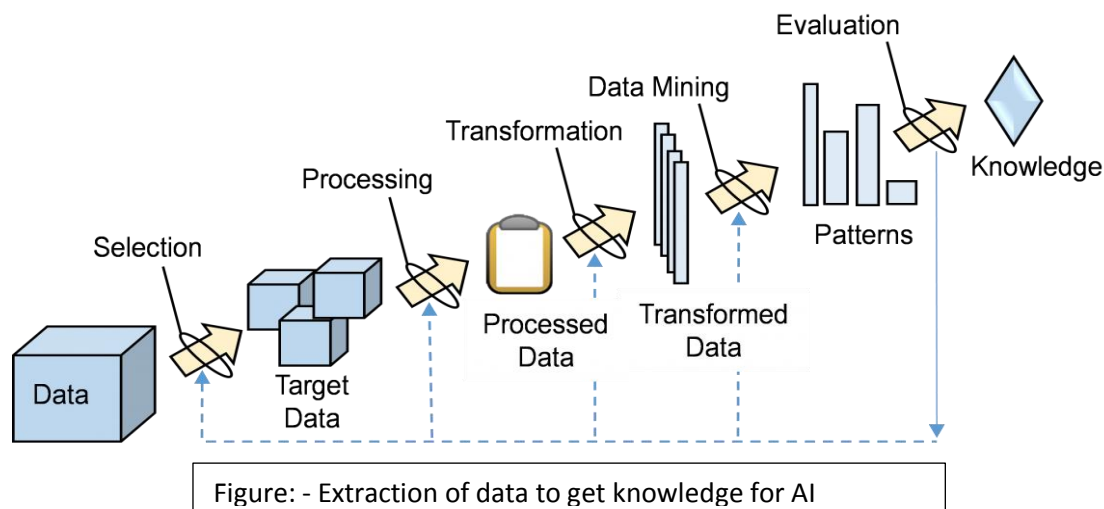 Data
Selection
Target
Data
Processing
Processed
Data
Transformation
Transformed
Data
Data Mining
Patterns
Evaluation
Knowledge
Figure: - Extraction of data to get knowledge for AI